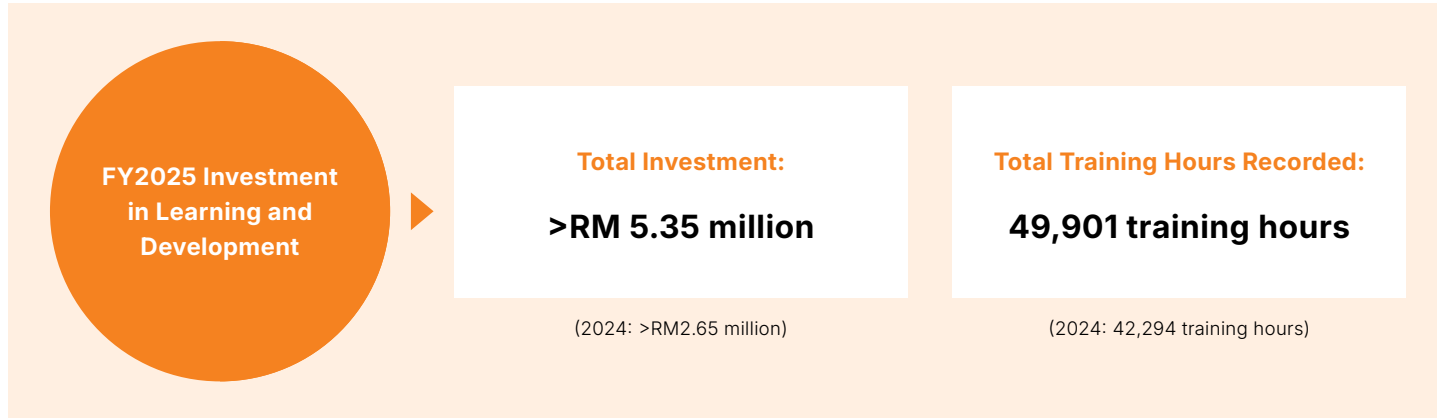 FY2025 Investment
in Learning and
Development
Total Investment:
>RM 5.35 million
(2024: >RM2.65 million)
Total Training Hours Recorded:
49,901 training hours
(2024: 42,294 training hours)